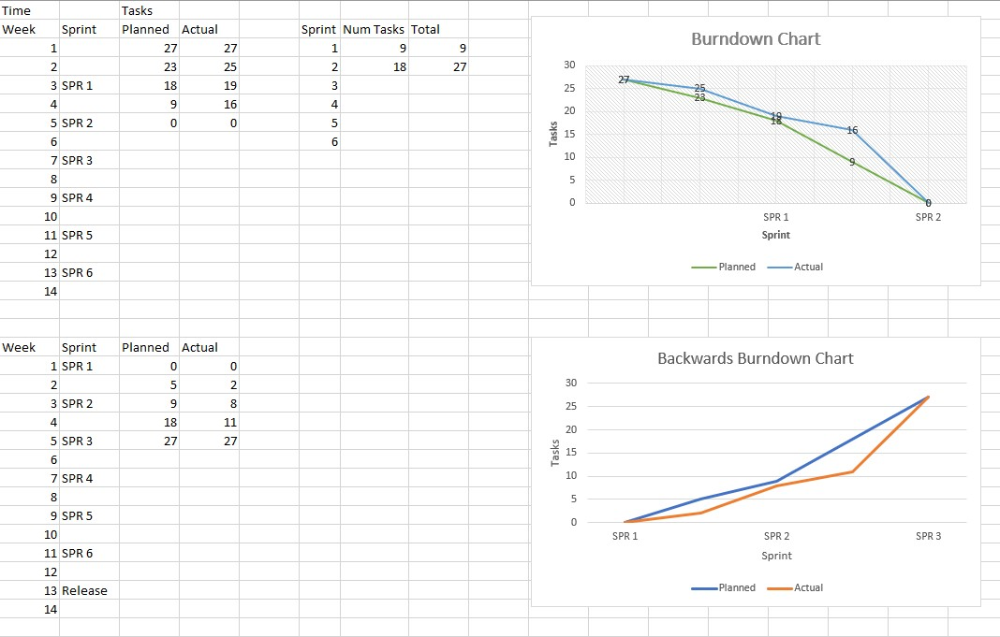 Time Tasks
Week Sprint Planned Actual Sprint Num Tasks Total
1 27 27 1 9 9
2 23 25 2 18 27
3 SPR 1 18 19 3
4 9 16 4
5 SPR 2 0 0 5
6 6
7 SPR 3
8
9 SPR 4
10
11 SPR 5
12
13 SPR 6
14
Burndown Chart
30
25
20
15
10
5
0
Tasks
27
25
23
19
18
16
9
0
SPR 1 SPR 2
Sprint
Planned Actual
Week Sprint Planned Actual
1 SPR 1 0 0
2 5 2
3 SPR 2 9 8
4 18 11
5 SPR 3 27 27
6
7 SPR 4
8
9 SPR 5
10
11 SPR 6
12
13 Release
14
Backwards Burndown Chart
30
25
20
15
10
5
0
Tasks
SPR 1 SPR 2 SPR 3
Sprint
Planned Actual